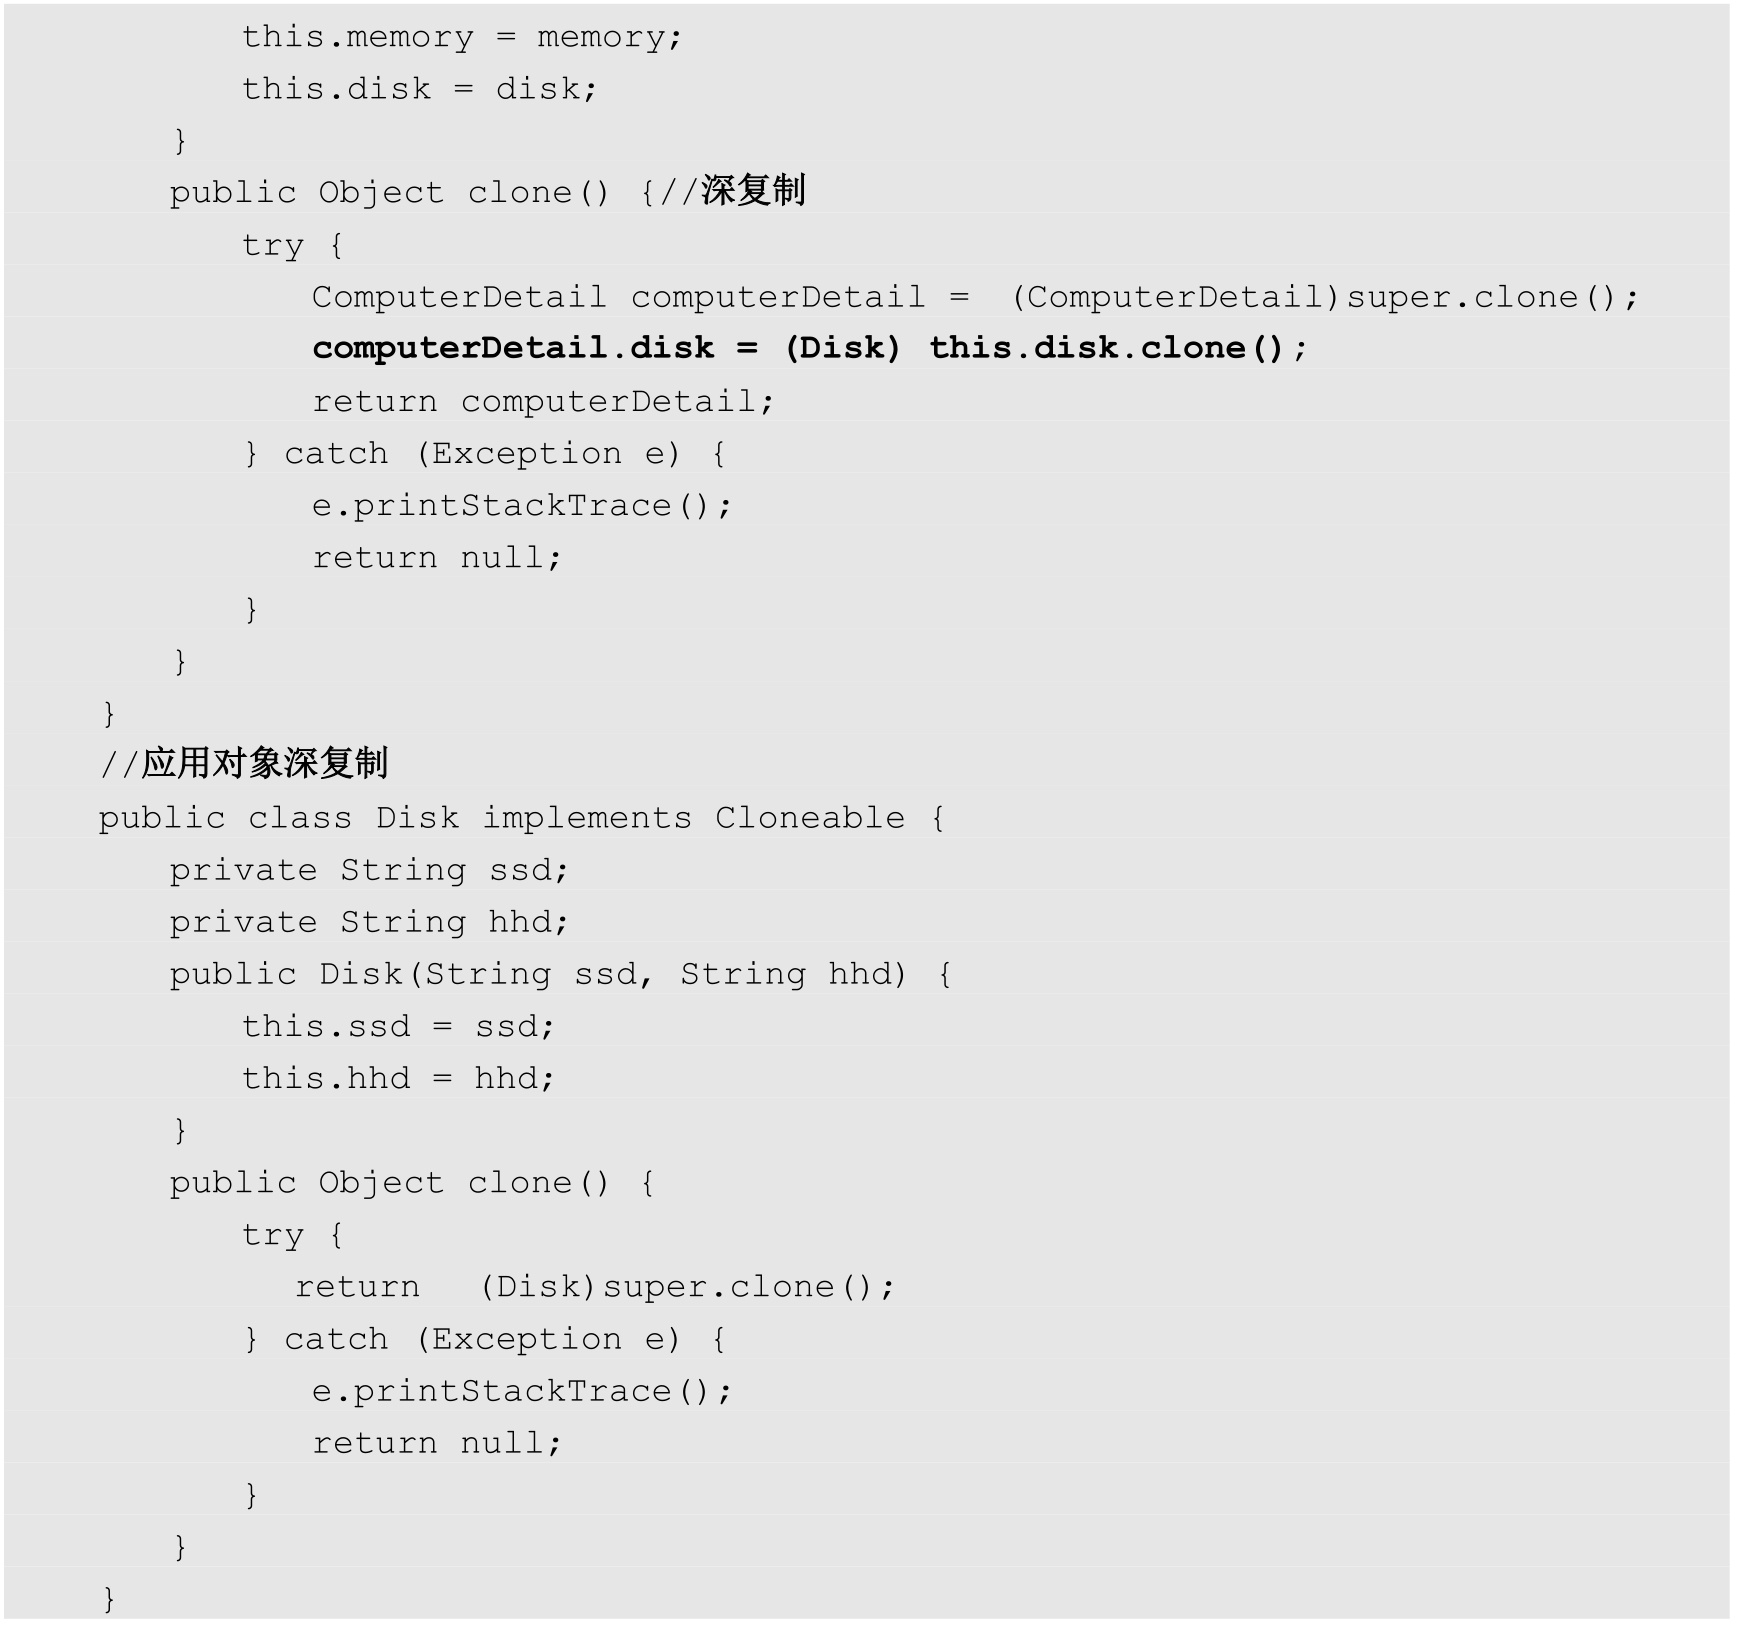 this.memory = memory;
this.disk = disk;
}
public Object clone() {//深复制
try {
ComputerDetail computerDetail =  (ComputerDetail)super.clone();
computerDetail.disk = (Disk) this.disk.clone();
return computerDetail;
} catch (Exception e) {
e.printStackTrace();
return null;
}
}
}
//应用对象深复制
public class Disk implements Cloneable {
private String ssd;
private String hhd;
public Disk(String ssd, String hhd) {
this.ssd = ssd;
this.hhd = hhd;
}
public Object clone() {
try {
return  (Disk)super.clone();
} catch (Exception e) {
e.printStackTrace();
return null;
}
}
}